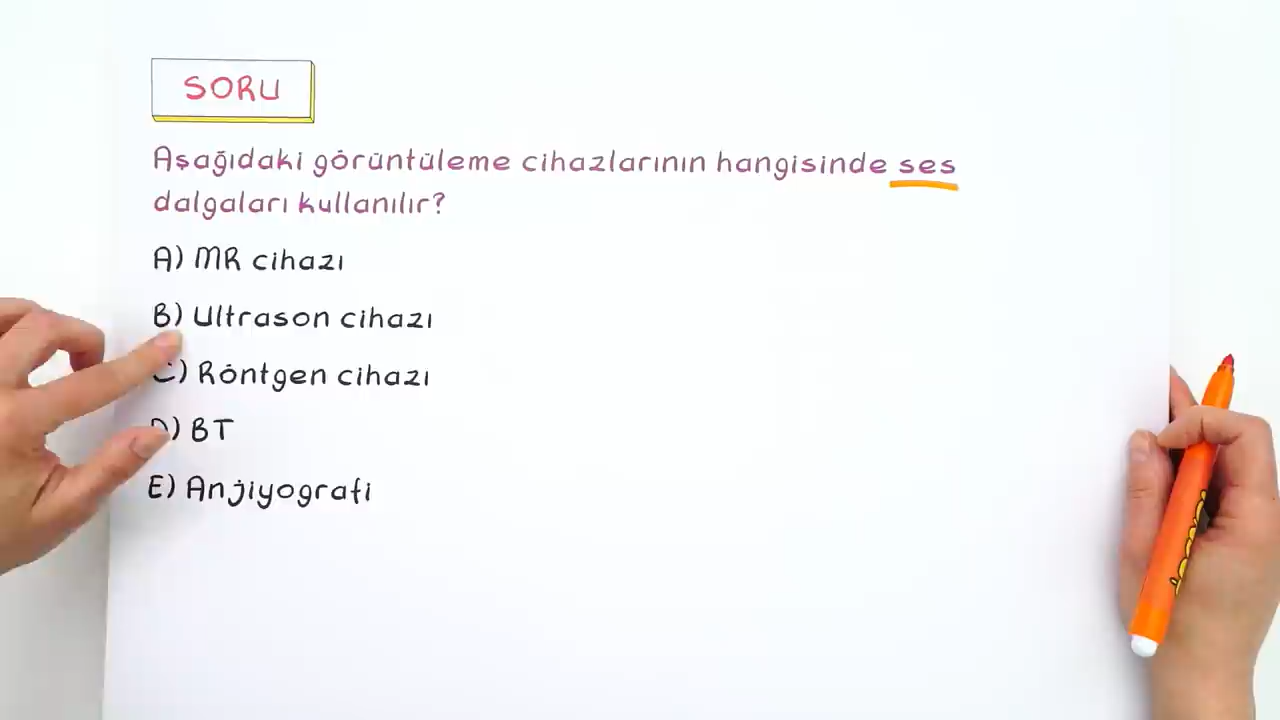 SORU
Aşağıdaki görüntüleme cihazlarının hangisinde ses
dalgaları kullanılır?
A) MR cihazı
B) Ultrason cihazı
C) Röntgen cihazı
D) BT
E) Anjiyografi